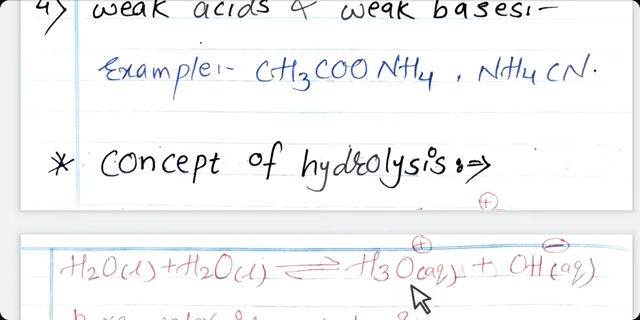 4) weak acids & weak bases:-
Example:- CH3COONH4, NH4CN.
* concept of hydrolysis:⇒
H2O(l) + H2O(l) ⇌ H3O⊕(aq) + OH⊖(aq)